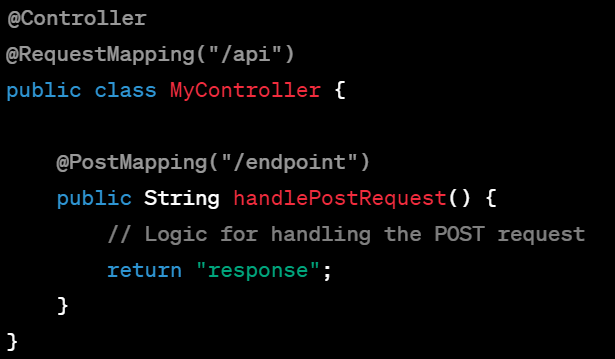 @Controller
@RequestMapping("/api")
public class MyController {
@PostMapping("/endpoint")
public String handlePostRequest() {
// Logic for handling the POST request
return "response";
}
}